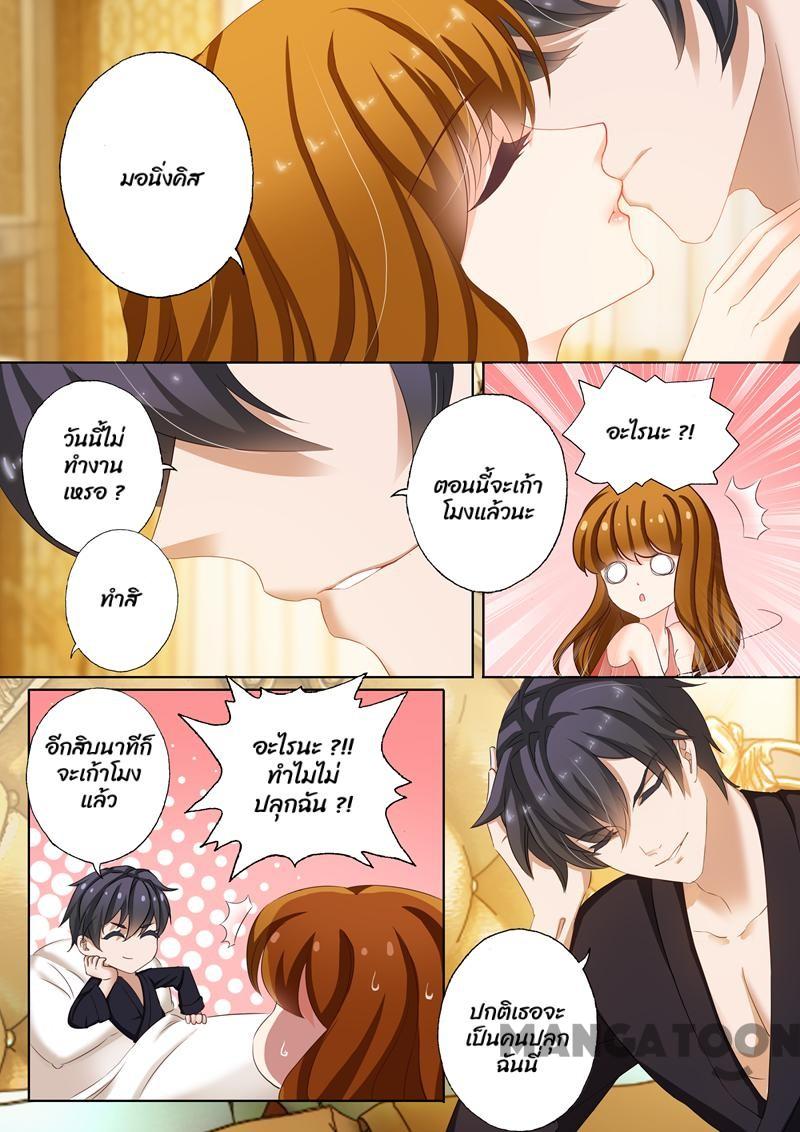 มอนิ่งคิส
วันนี้ไม่
ทำงาน
เหรอ ?
ทำสิ
ตอนนี้จะเก้า
โมงแล้วนะ
อะไรนะ ?!
อีกสิบนาทีก็
จะเก้าโมง
แล้ว
อะไรนะ ?!!
ทำไมไม่
ปลุกฉัน ?!
ปกติเธอจะ
เป็นคนปลุก
ฉันนี่
MANGATOON